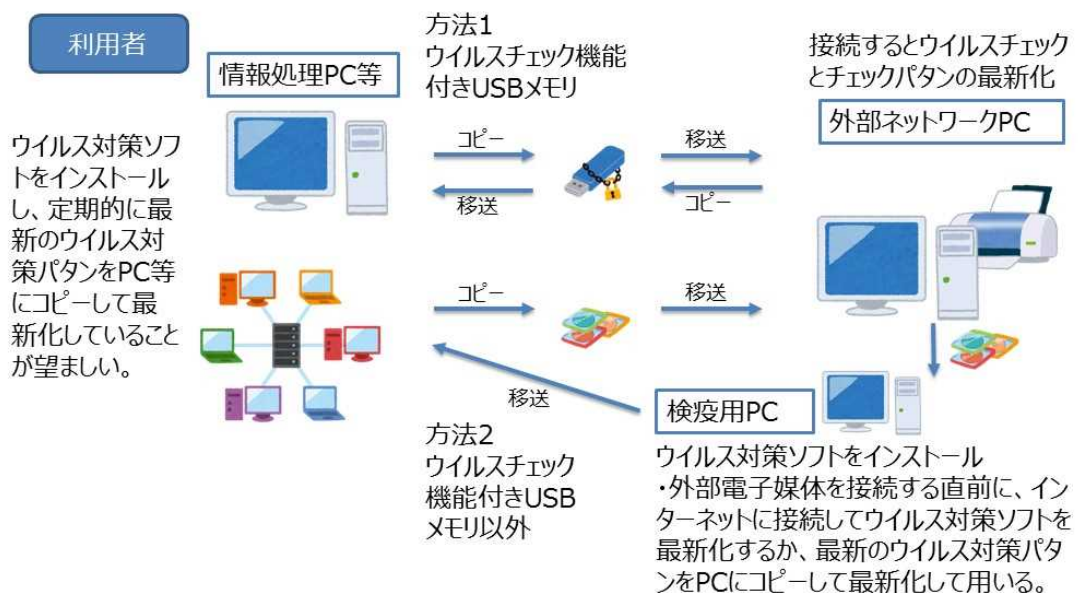 利用者
情報処理PC等
ウイルス対策ソフ
トをインストール
し、定期的に最
新のウイルス対
策パタンをPC等
にコピーして最
新化していること
が望ましい。
方法1
ウイルスチェック機能
付きUSBメモリ
コピー
移送
移送
コピー
接続するとウイルスチェック
とチェックパタンの最新化
外部ネットワークPC
コピー
移送
移送
方法2
ウイルスチェック
機能付きUSB
メモリ以外
検疫用PC
ウイルス対策ソフトをインストール
・外部電子媒体を接続する直前に、イン
ターネットに接続してウイルス対策ソフトを
最新化するか、最新のウイルス対策パタ
ンをPCにコピーして最新化して用いる。